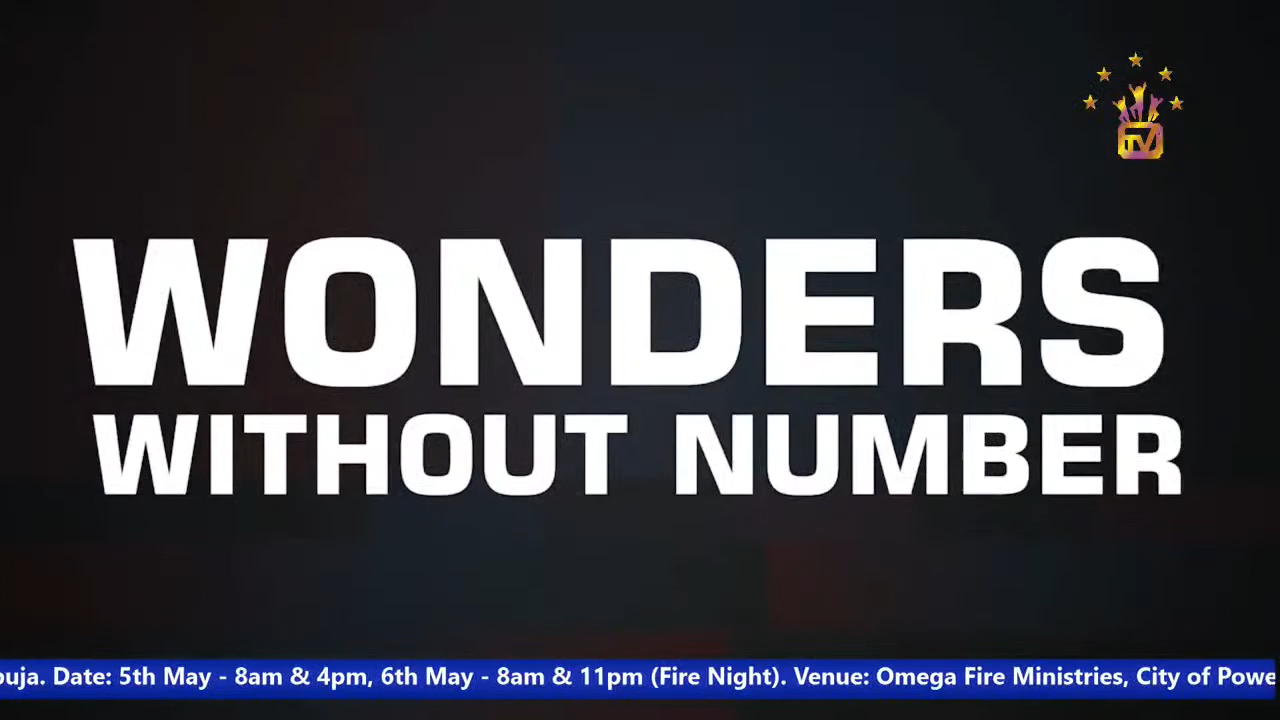 TV
WONDERS
WITHOUT NUMBER
Date: 5th May - 8am & 4pm, 6th May - 8am & 11pm (Fire Night). Venue: Omega Fire Ministries, City of